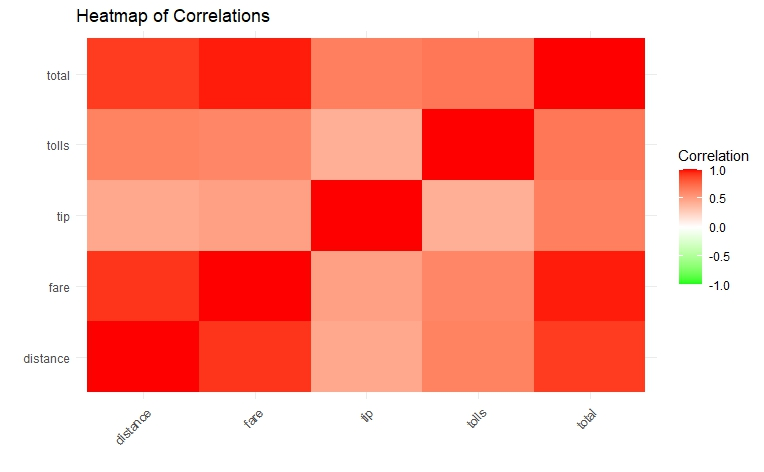 Heatmap of Correlations
total
tolls
tip
fare
distance
distance
fare
tip
tolls
total
Correlation
1.0
0.5
0.0
-0.5
-1.0